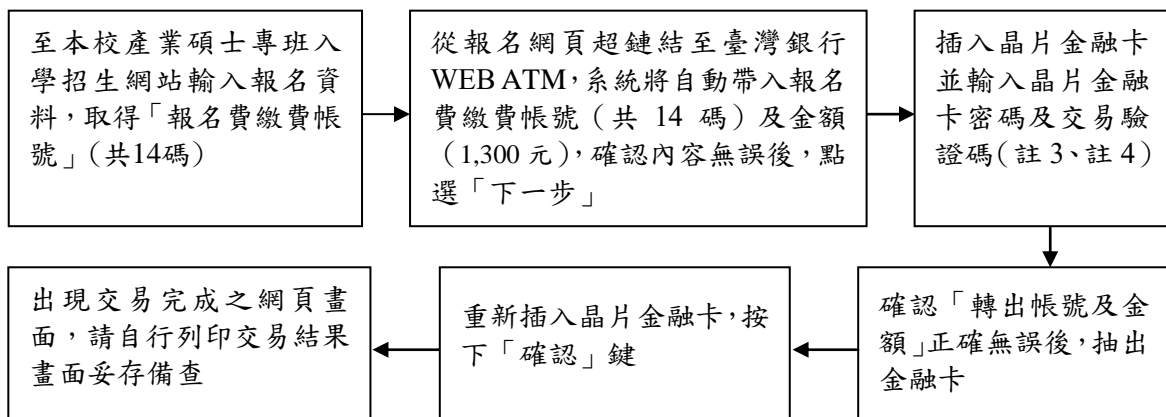 至本校產業碩士專班入
學招生網站輸入報名資
料，取得「報名費繳費帳
號」（共14碼）
從報名網頁超鏈結至臺灣銀行
WEB ATM，系統將自動帶入報名
費繳費帳號（共 14 碼）及金額
（1,300 元），確認內容無誤後，點
選「下一步」
插入晶片金融卡
並輸入晶片金融
卡密碼及交易驗
證碼（註 3、註 4）
確認「轉出帳號及金
額」正確無誤後，抽出
金融卡
重新插入晶片金融卡，按
下「確認」鍵
出現交易完成之網頁畫
面，請自行列印交易結果
畫面妥存備查